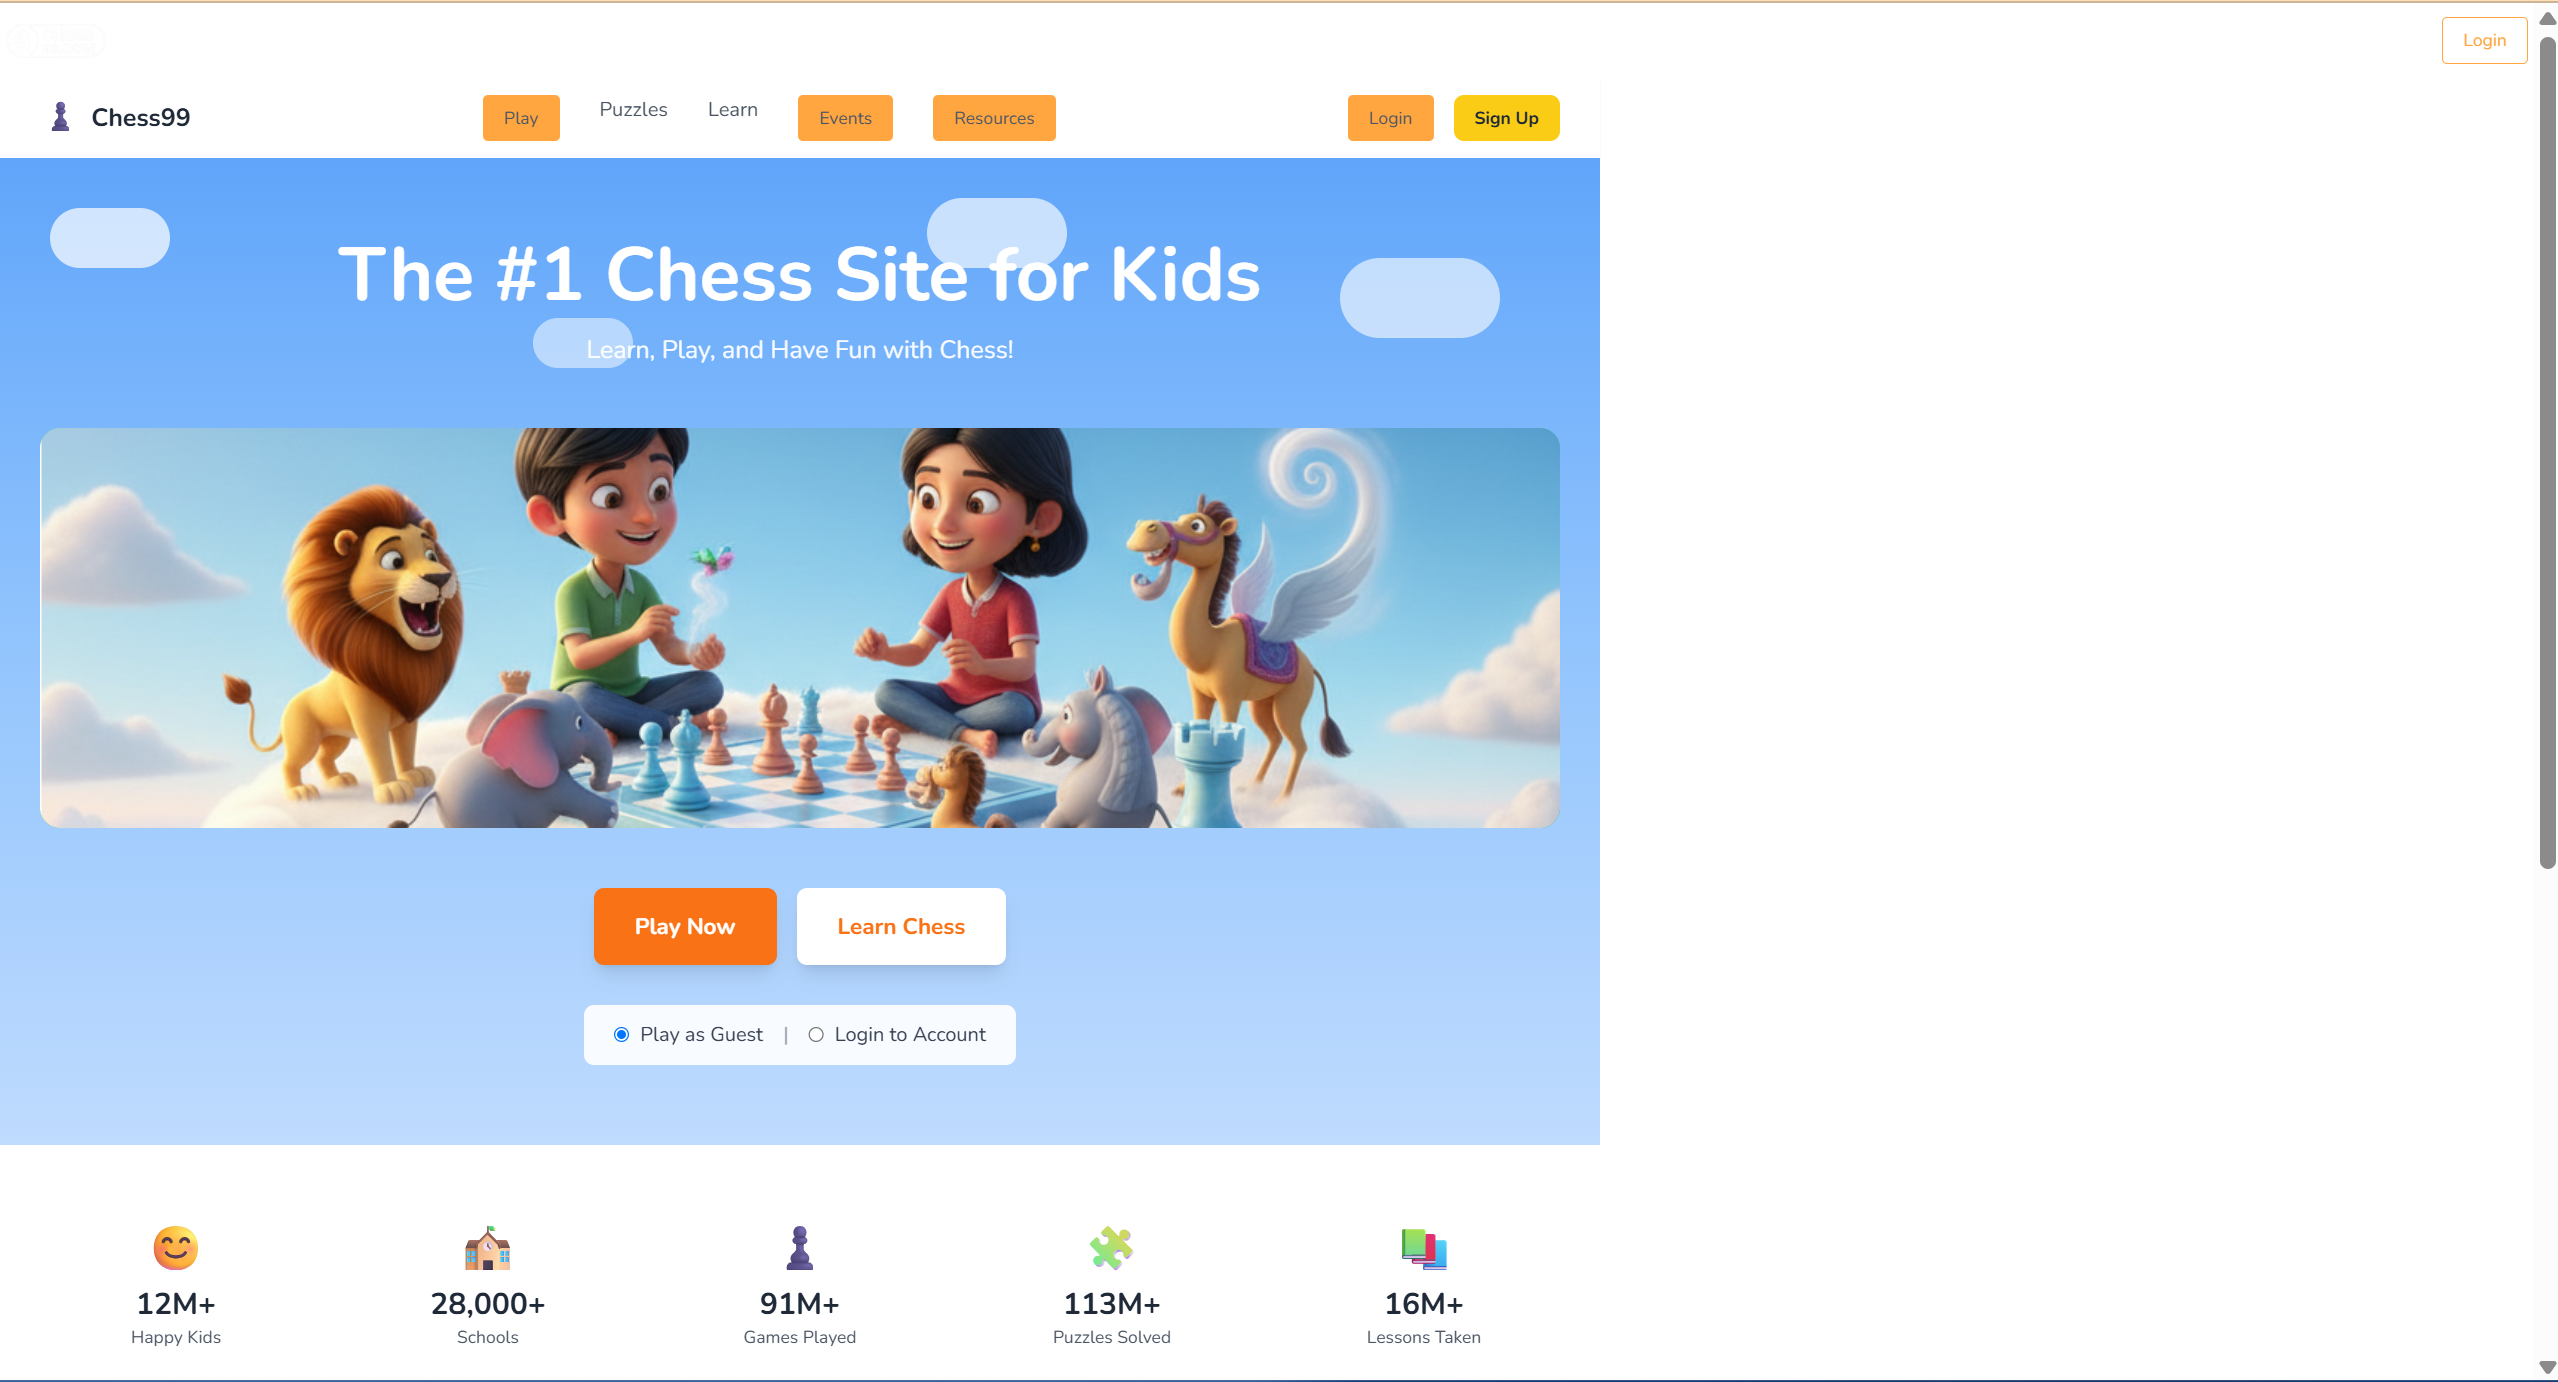 Login
Chess99
Play
Puzzles
Learn
Events
Resources
Login
Sign Up
The #1 Chess Site for Kids
Learn, Play, and Have Fun with Chess!
Play Now
Learn Chess
Play as Guest | Login to Account
12M+
Happy Kids
28,000+
Schools
91M+
Games Played
113M+
Puzzles Solved
16M+
Lessons Taken